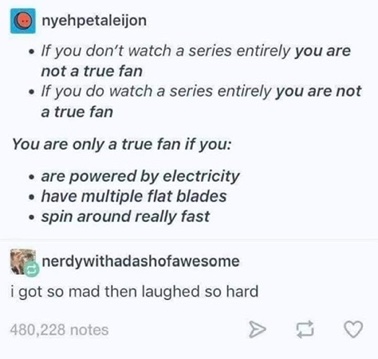 nyehpetaleijon
• If you don't watch a series entirely you are
not a true fan
• If you do watch a series entirely you are not
a true fan
You are only a true fan if you:
• are powered by electricity
• have multiple flat blades
• spin around really fast
nerdywithadashofawesome
i got so mad then laughed so hard
480,228 notes